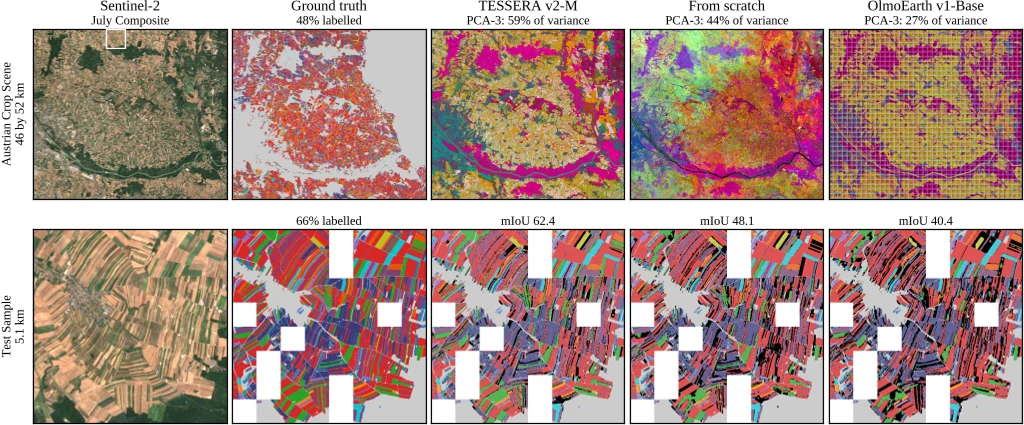 Sentinel-2
July Composite
Ground truth
48% labelled
TESSERA v2-M
PCA-3: 59% of variance
From scratch
PCA-3: 44% of variance
OlmoEarth v1-Base
PCA-3: 27% of variance
Austrian Crop Scene
46 by 52 km
66% labelled
mIoU 62.4
mIoU 48.1
mIoU 40.4
Test Sample
5.1 km